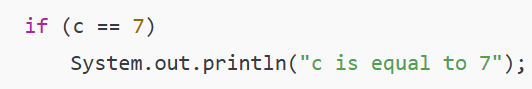 if (c == 7)
    System.out.println("c is equal to 7");